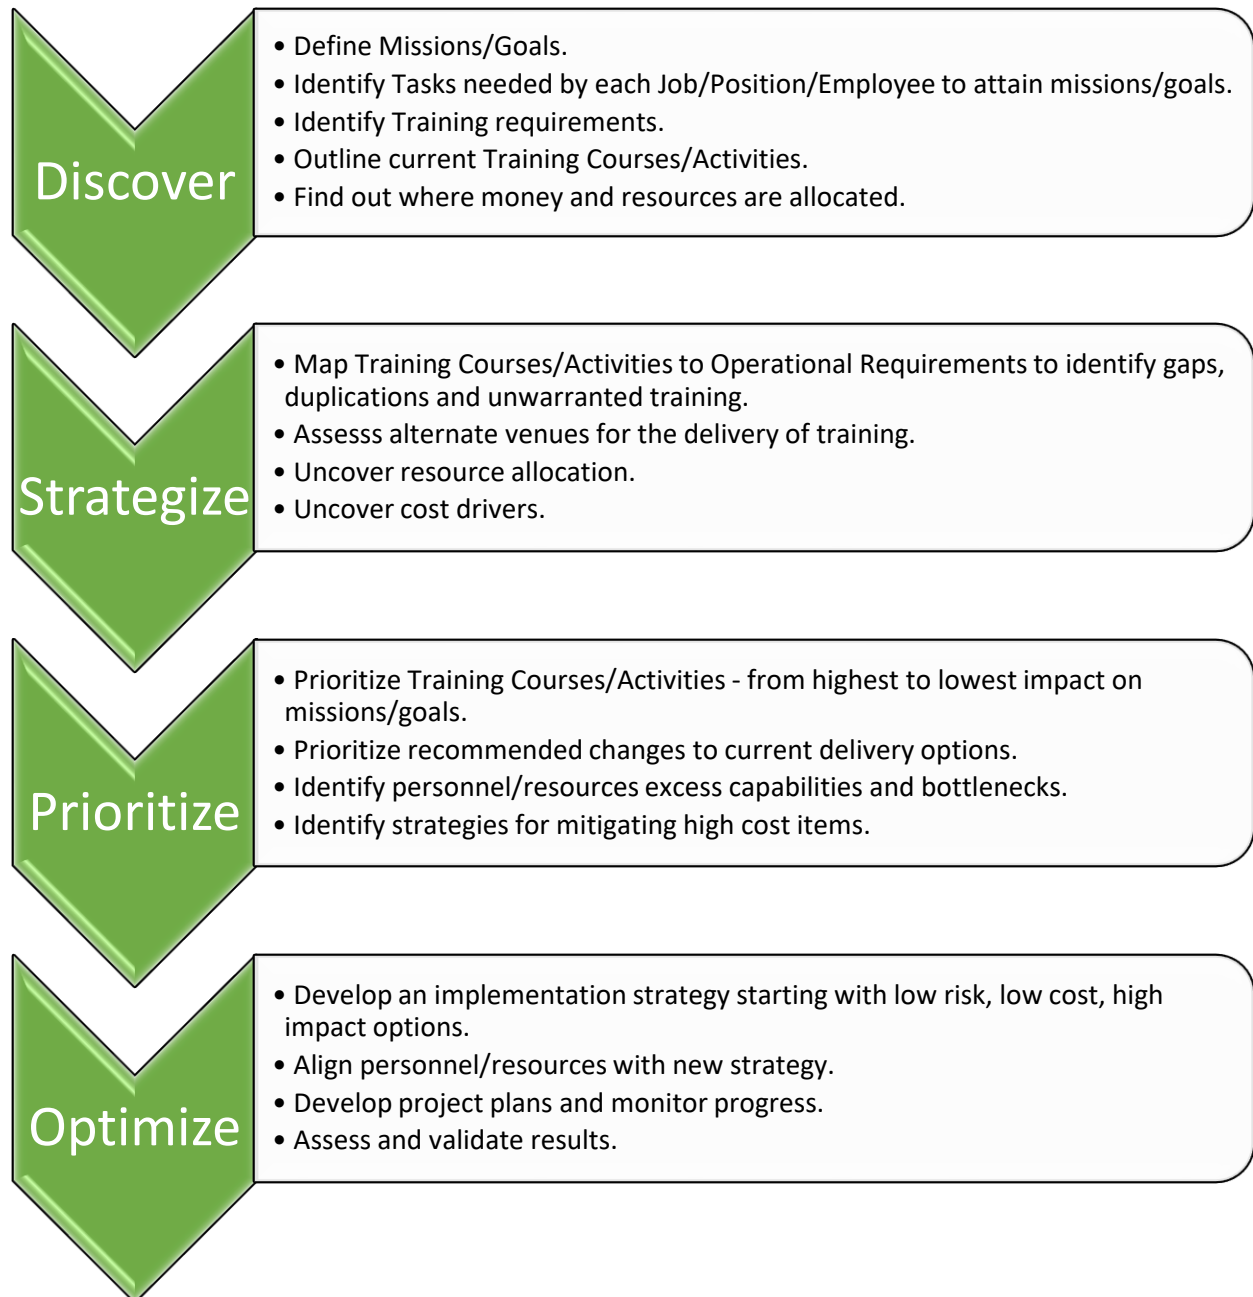 Discover
• Define Missions/Goals.
• Identify Tasks needed by each Job/Position/Employee to attain missions/goals.
• Identify Training requirements.
• Outline current Training Courses/Activities.
• Find out where money and resources are allocated.
Strategize
• Map Training Courses/Activities to Operational Requirements to identify gaps,
duplications and unwarranted training.
• Assesss alternate venues for the delivery of training.
• Uncover resource allocation.
• Uncover cost drivers.
Prioritize
• Prioritize Training Courses/Activities - from highest to lowest impact on
missions/goals.
• Prioritize recommended changes to current delivery options.
• Identify personnel/resources excess capabilities and bottlenecks.
• Identify strategies for mitigating high cost items.
Optimize
• Develop an implementation strategy starting with low risk, low cost, high
impact options.
• Align personnel/resources with new strategy.
• Develop project plans and monitor progress.
• Assess and validate results.